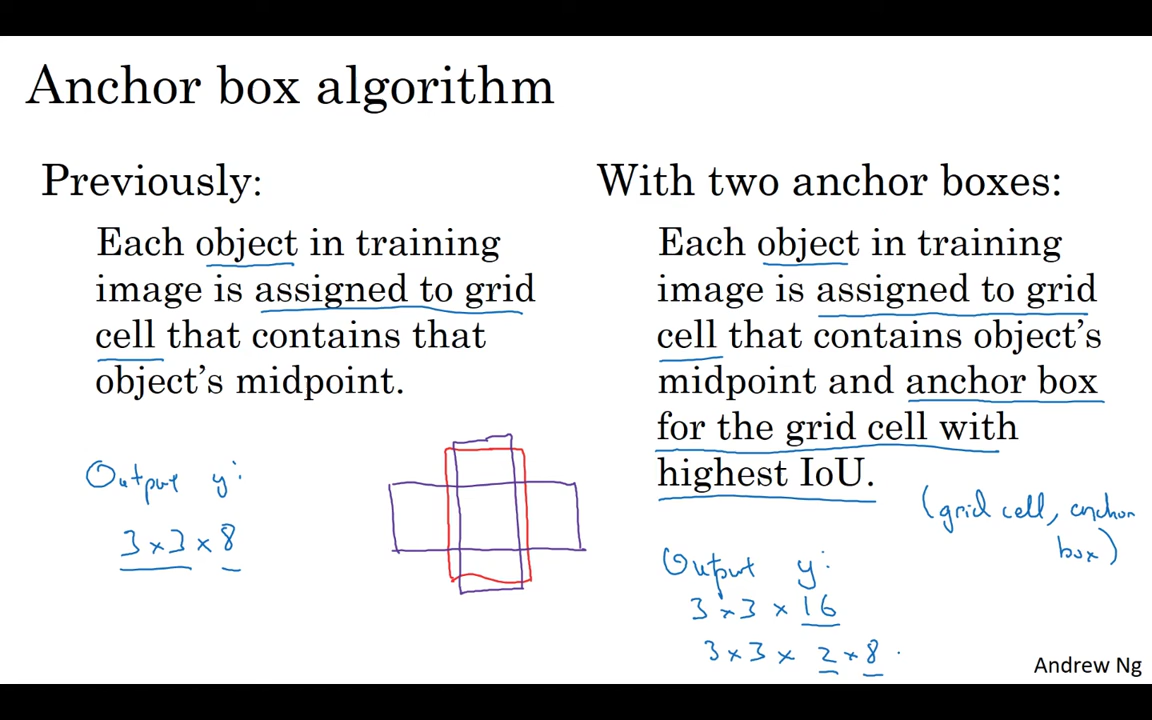 Anchor box algorithm
Previously:
Each object in training
image is assigned to grid
cell that contains that
object's midpoint.
Output y:
3 × 3 × 8
With two anchor boxes:
Each object in training
image is assigned to grid
cell that contains object's
midpoint and anchor box
for the grid cell with
highest IoU.
(grid cell, anchor
box)
Output y:
3 × 3 × 16
3 × 3 × 2 × 8
Andrew Ng